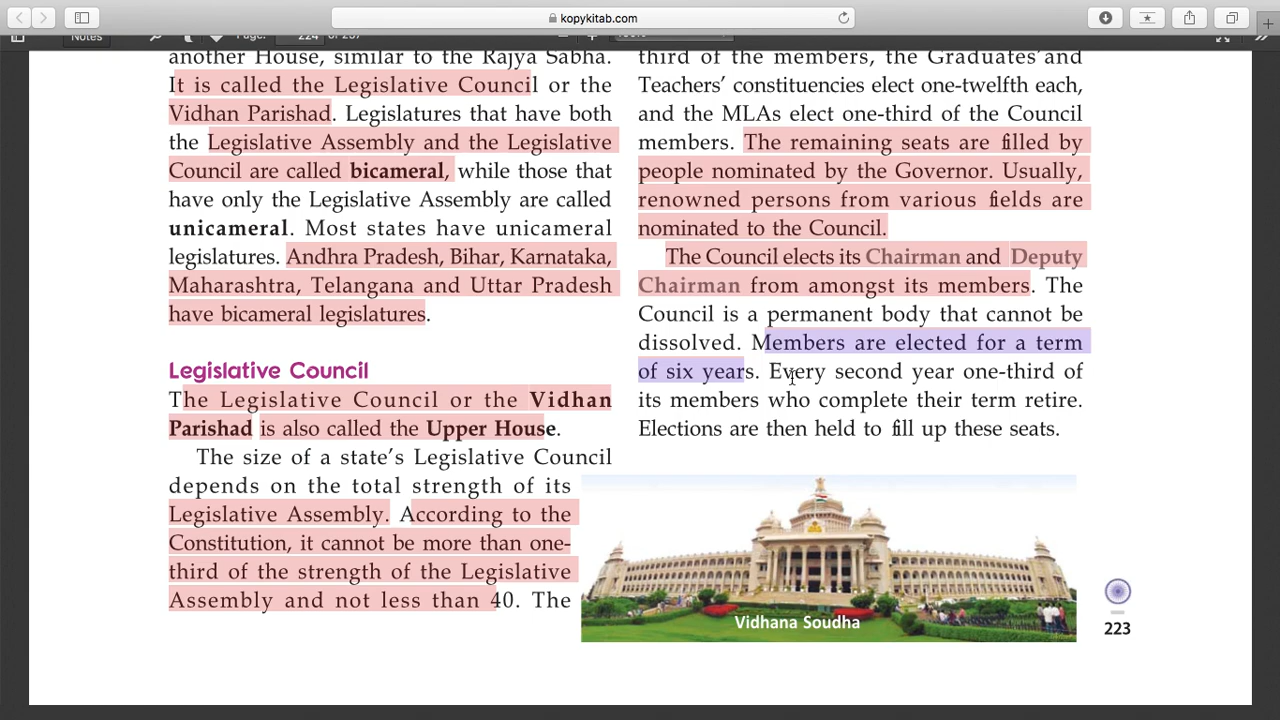 kopykitab.com
Notes
Page:
224
another House, similar to the Rajya Sabha.
It is called the Legislative Council or the
Vidhan Parishad. Legislatures that have both
the Legislative Assembly and the Legislative
Council are called bicameral, while those that
have only the Legislative Assembly are called
unicameral. Most states have unicameral
legislatures. Andhra Pradesh, Bihar, Karnataka,
Maharashtra, Telangana and Uttar Pradesh
have bicameral legislatures.
Legislative Council
The Legislative Council or the Vidhan
Parishad is also called the Upper House.
The size of a state's Legislative Council
depends on the total strength of its
Legislative Assembly. According to the
Constitution, it cannot be more than one-
third of the strength of the Legislative
Assembly and not less than 40. The
third of the members, the Graduates' and
Teachers' constituencies elect one-twelfth each,
and the MLAs elect one-third of the Council
members. The remaining seats are filled by
people nominated by the Governor. Usually,
renowned persons from various fields are
nominated to the Council.
The Council elects its Chairman and Deputy
Chairman from amongst its members. The
Council is a permanent body that cannot be
dissolved. Members are elected for a term
of six years. Every second year one-third of
its members who complete their term retire.
Elections are then held to fill up these seats.
Vidhana Soudha
223